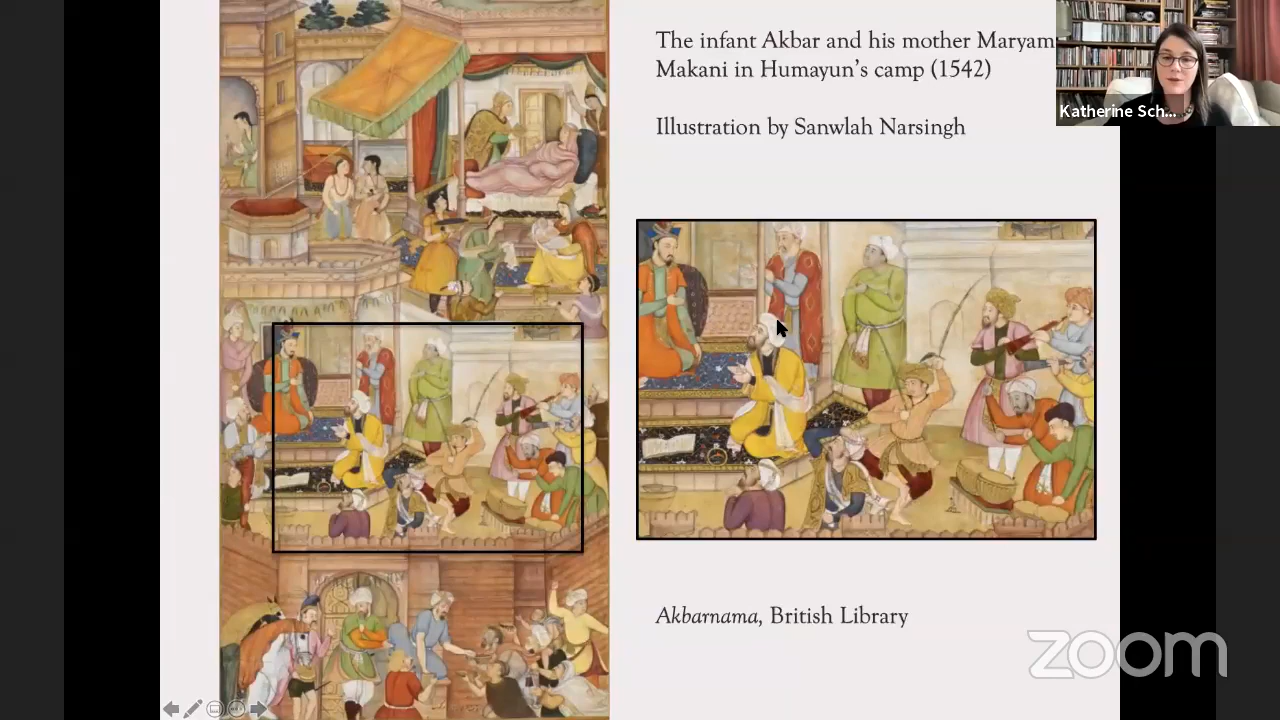 The infant Akbar and his mother Maryam
Makani in Humayun's camp (1542)
Illustration by Sanwlah Narsingh
Katherine Sch...
Akbarnama, British Library
zoom